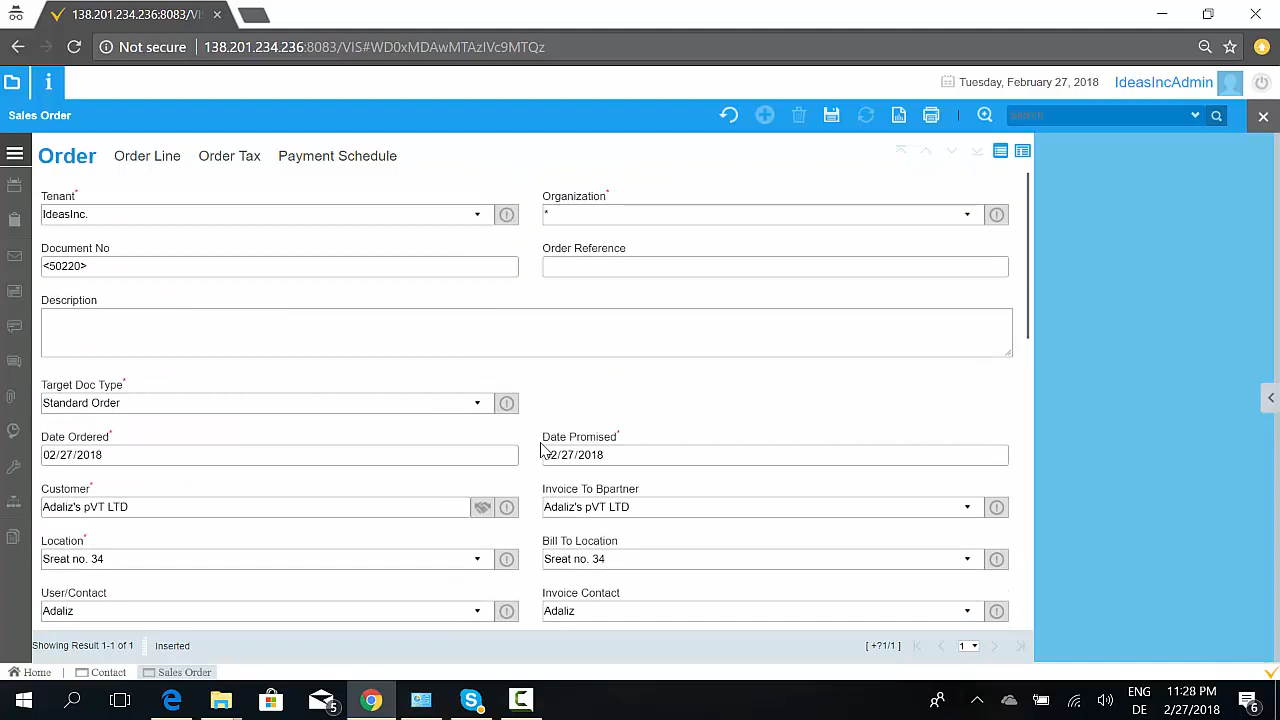 138.201.234.236:8083/VI
Not secure 138.201.234.236:8083/VIS#WD0xMDAwMTAzIVc9MTQz
Tuesday, February 27, 2018 IdeasIncAdmin
Sales Order
Search
Order Order Line Order Tax Payment Schedule
Tenant* Organization*
IdeasInc. *
Document No Order Reference
<50220>
Description
Target Doc Type*
Standard Order
Date Ordered* Date Promised*
02/27/2018 02/27/2018
Customer* Invoice To Bpartner
Adaliz's pVT LTD Adaliz's pVT LTD
Location* Bill To Location
Sreat no. 34 Sreat no. 34
User/Contact Invoice Contact
Adaliz Adaliz
Showing Result 1-1 of 1 Inserted [ +?1/1 ] 1
Home Contact Sales Order
5 ENG 11:28 PM
DE 2/27/2018 6